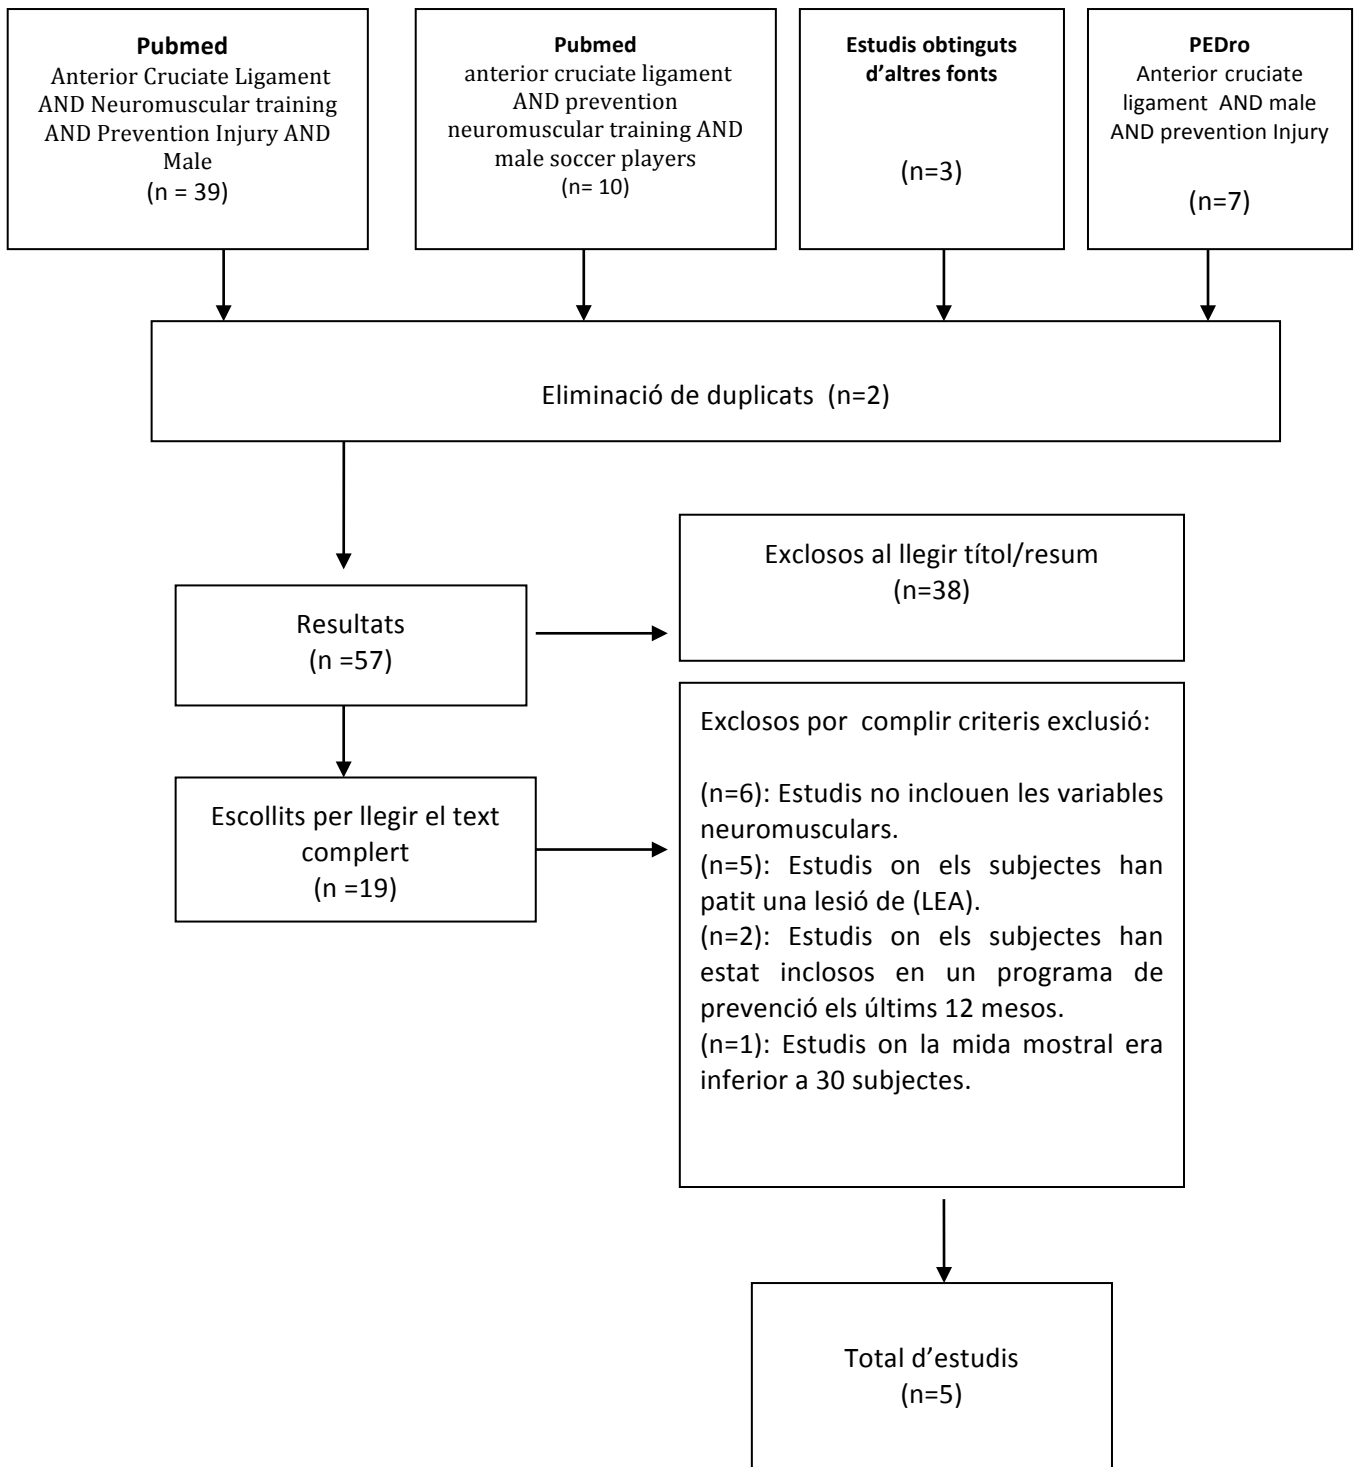 Pubmed
Anterior Cruciate Ligament
AND Neuromuscular training
AND Prevention Injury AND
Male
(n = 39)
Pubmed
anterior cruciate ligament
AND prevention
neuromuscular training AND
male soccer players
(n= 10)
Estudis obtinguts
d’altres fonts
(n=3)
PEDro
Anterior cruciate
ligament AND male
AND prevention Injury
(n=7)
Eliminació de duplicats (n=2)
Exclosos al llegir títol/resum
(n=38)
Resultats
(n =57)
Escollits per llegir el text
complert
(n =19)
Exclosos por complir criteris exclusió:
(n=6): Estudis no inclouen les variables
neuromusculars.
(n=5): Estudis on els subjectes han
patit una lesió de (LEA).
(n=2): Estudis on els subjectes han
estat inclosos en un programa de
prevenció els últims 12 mesos.
(n=1): Estudis on la mida mostral era
inferior a 30 subjectes.
Total d’estudis
(n=5)